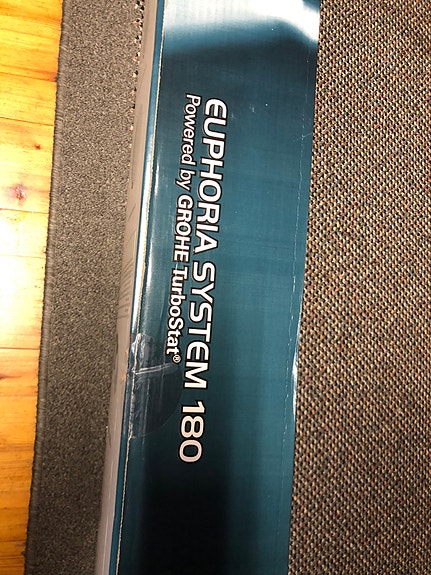 EUPHORIA SYSTEM 180
Powered by GROHE TurboStat®